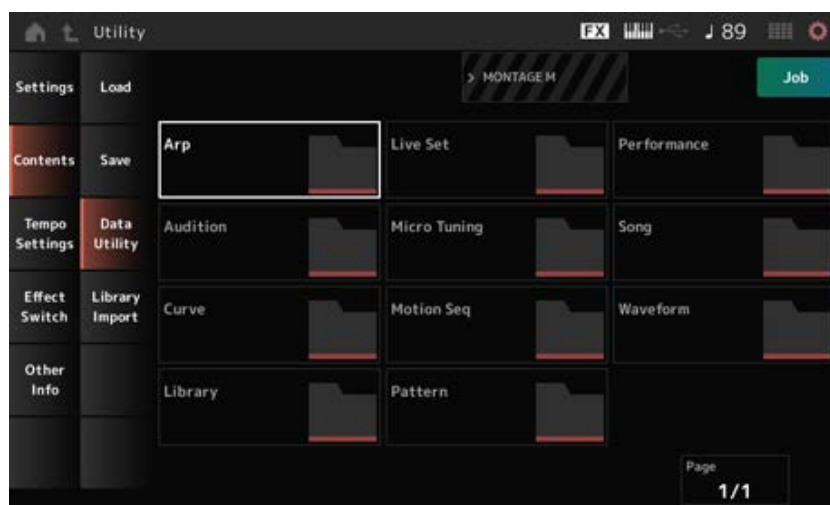 Utility
FX
♩ 89
Settings
Load
> MONTAGE M
Job
Contents
Save
Arp
Live Set
Performance
Tempo
Settings
Data
Utility
Audition
Micro Tuning
Song
Effect
Switch
Library
Import
Curve
Motion Seq
Waveform
Other
Info
Library
Pattern
Page
1/1